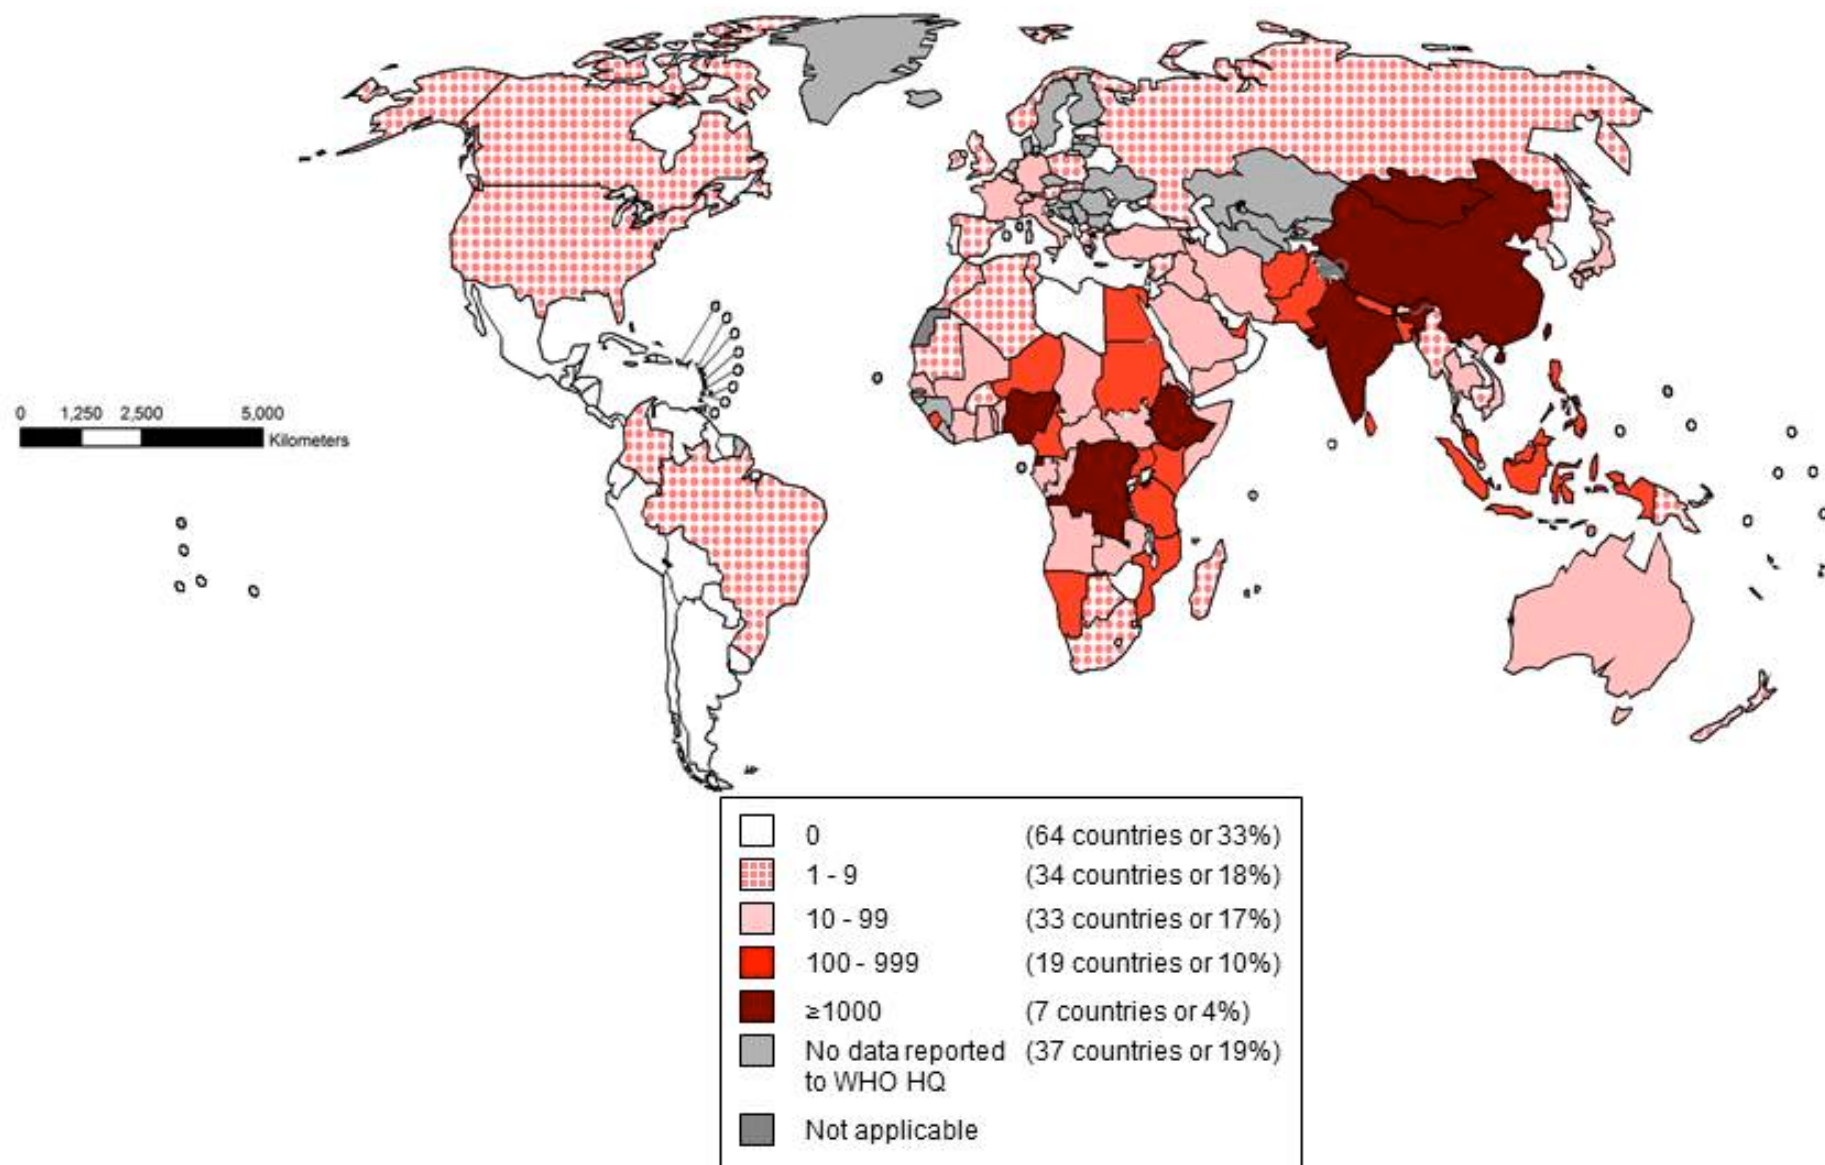 0 1,250 2,500 5,000
Kilometers
0 (64 countries or 33%)
1 - 9 (34 countries or 18%)
10 - 99 (33 countries or 17%)
100 - 999 (19 countries or 10%)
≥1000 (7 countries or 4%)
No data reported (37 countries or 19%)
to WHO HQ
Not applicable